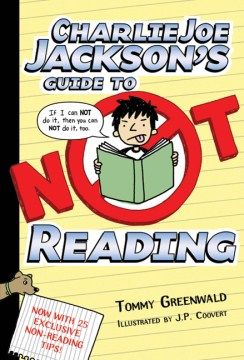 CHARLIE JOE
JACKSON'S
GUIDE TO
IF I can NOT
do it, then you can
NOT do it, too.
NOT
READING
TOMMY GREENWALD
ILLUSTRATED BY J.P. COOVERT
NOW WITH 25
EXCLUSIVE
NON-READING
TIPS!